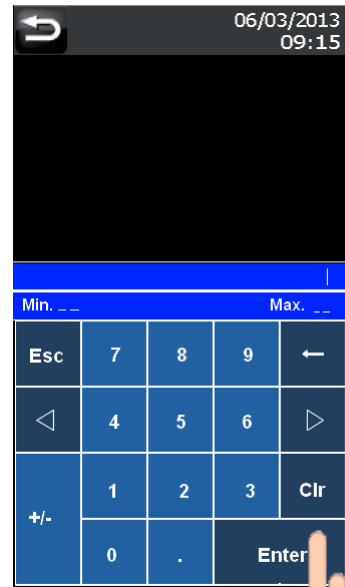 06/03/2013
09:15
Min. _ _ Max. _ _
Esc 7 8 9 ←
◁ 4 5 6 ▷
1 2 3 Clr
+/-
0 . Enter